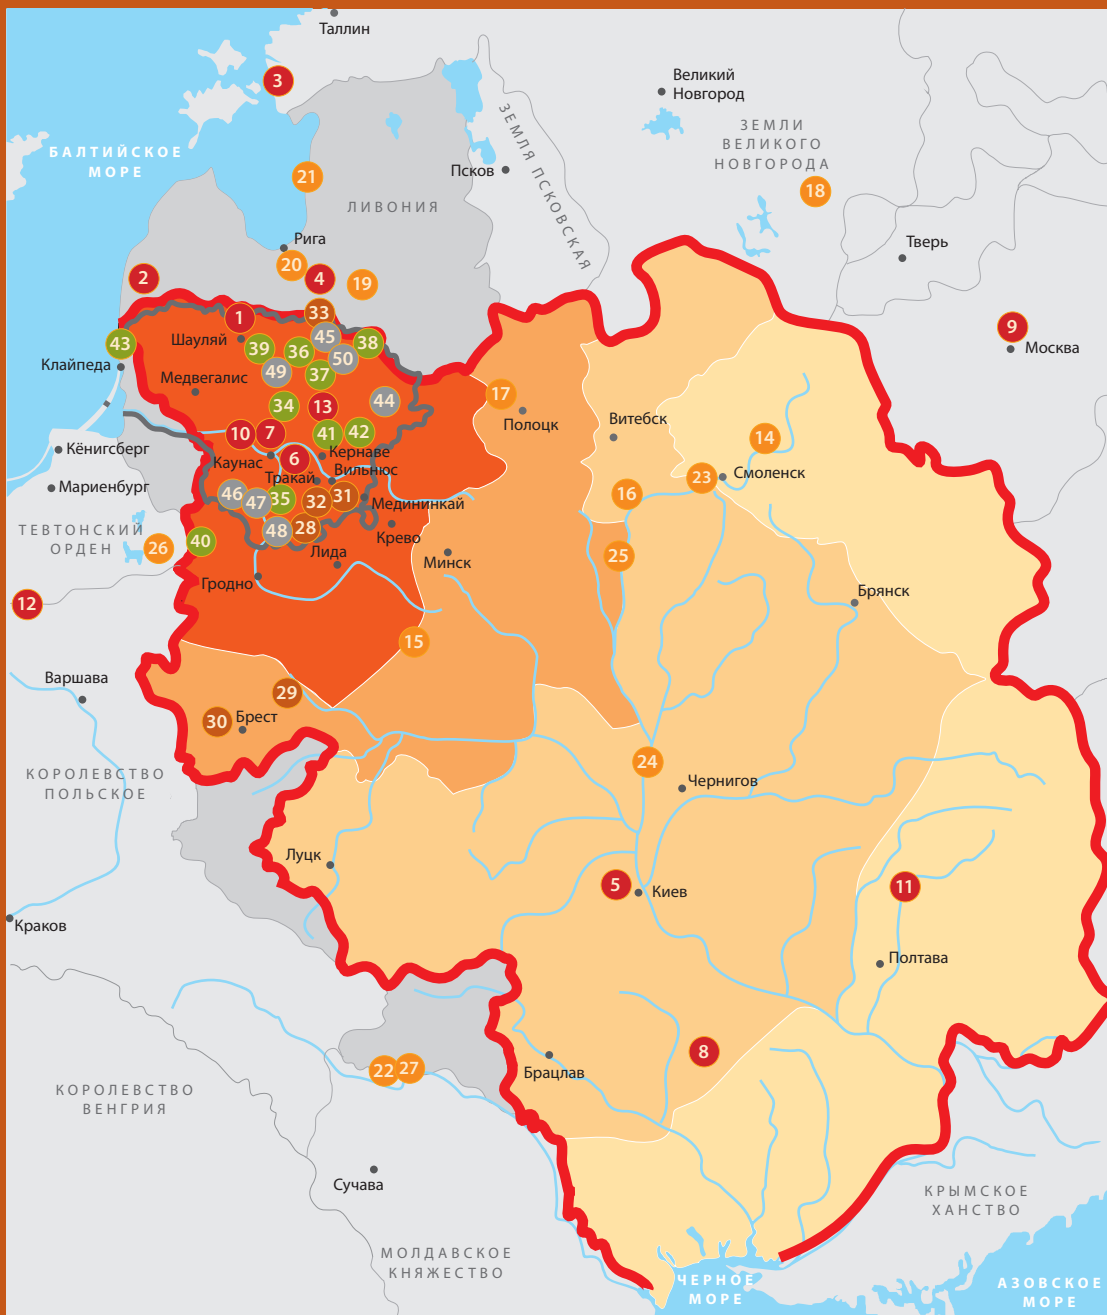 Таллин
3
Великий
Новгород
ЗЕМЛИ
ВЕЛИКОГО
НОВГОРОДА
БАЛТИЙСКОЕ
МОРЕ
ЗЕМЛЯ ПСКОВСКАЯ
Псков
21
18
ЛИВОНИЯ
Рига
Тверь
20
2
4
19
33
1
9
Шауляй
45
43
39
36
38
Москва
50
Клайпеда
49
37
Медвегалис
17
44
34
13
Полоцк
Витебск
10
7
41
42
14
Кёнигсберг
Кернаве
Каунас
6
Вильнюс
Смоленск
23
Тракай
Мариенбург
46
47
35
32
31
16
Медининкай
ТЕВТОНСКИЙ
ОРДЕН
48
28
Крево
40
26
Лида
Минск
25
Гродно
12
Брянск
15
Варшава
29
30
Брест
24
КОРОЛЕВСТВО
ПОЛЬСКОЕ
Чернигов
Луцк
5
Киев
11
Краков
Полтава
8
Брацлав
22
27
КОРОЛЕВСТВО
ВЕНГРИЯ
Сучава
КРЫМСКОЕ
ХАНСТВО
МОЛДАВСКОЕ
КНЯЖЕСТВО
ЧЕРНОЕ
МОРЕ
АЗОВСКОЕ
МОРЕ